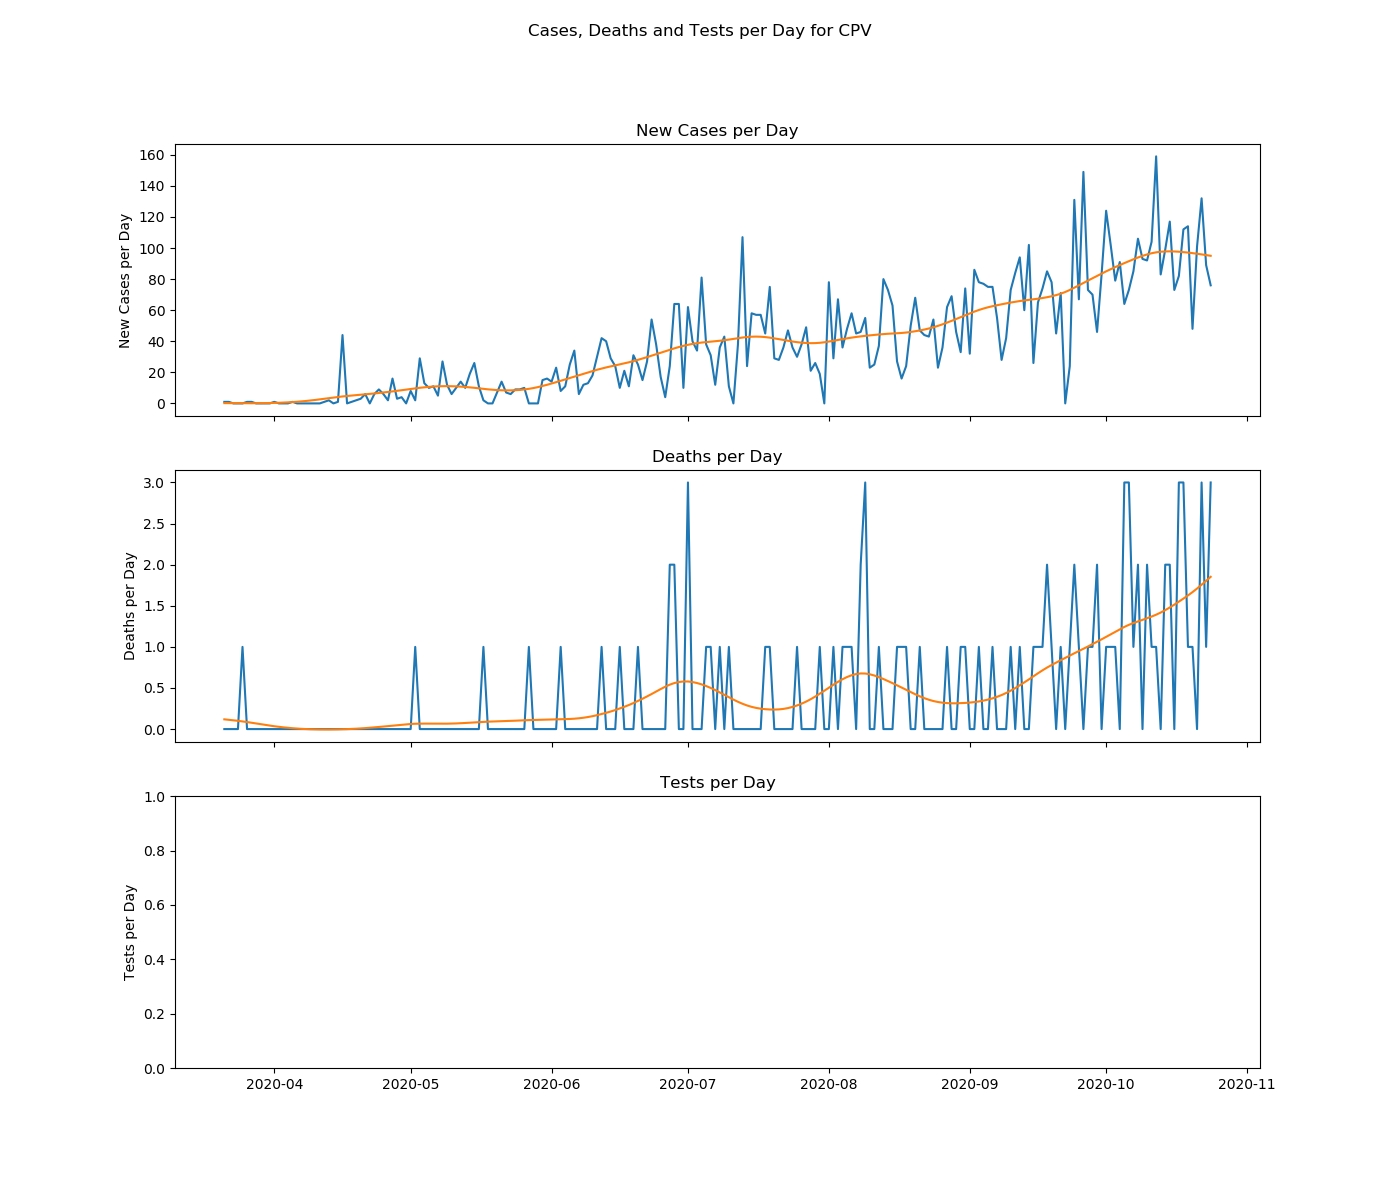 Cases, Deaths and Tests per Day for CPV
New Cases per Day
New Cases per Day
160
140
120
100
80
60
40
20
0
Deaths per Day
Deaths per Day
3.0
2.5
2.0
1.5
1.0
0.5
0.0
Tests per Day
Tests per Day
1.0
0.8
0.6
0.4
0.2
0.0
2020-04 2020-05 2020-06 2020-07 2020-08 2020-09 2020-10 2020-11